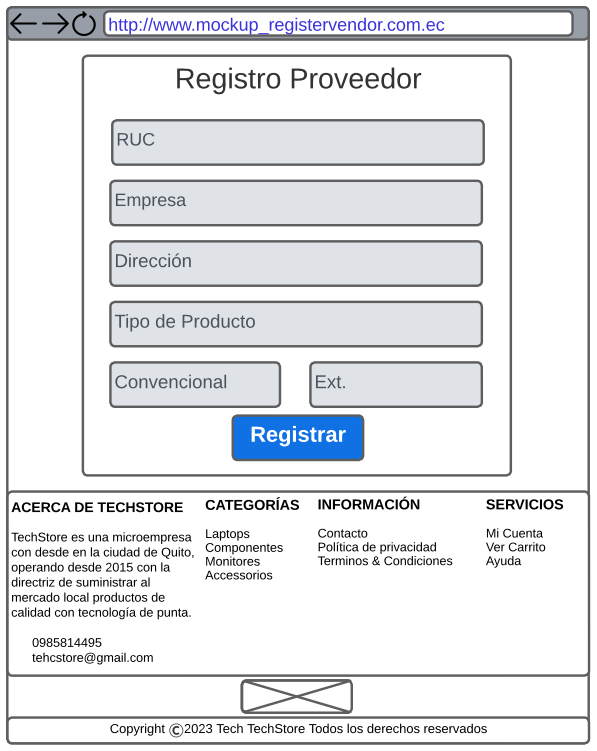 http://www.mockup_registervendor.com.ec
Registro Proveedor
RUC
Empresa
Dirección
Tipo de Producto
Convencional
Ext.
Registrar
ACERCA DE TECHSTORE
TechStore es una microempresa
con desde en la ciudad de Quito,
operando desde 2015 con la
directriz de suministrar al
mercado local productos de
calidad con tecnología de punta.
0985814495
tehcstore@gmail.com
CATEGORÍAS
Laptops
Componentes
Monitores
Accessorios
INFORMACIÓN
Contacto
Política de privacidad
Terminos & Condiciones
SERVICIOS
Mi Cuenta
Ver Carrito
Ayuda
Copyright ©2023 Tech TechStore Todos los derechos reservados